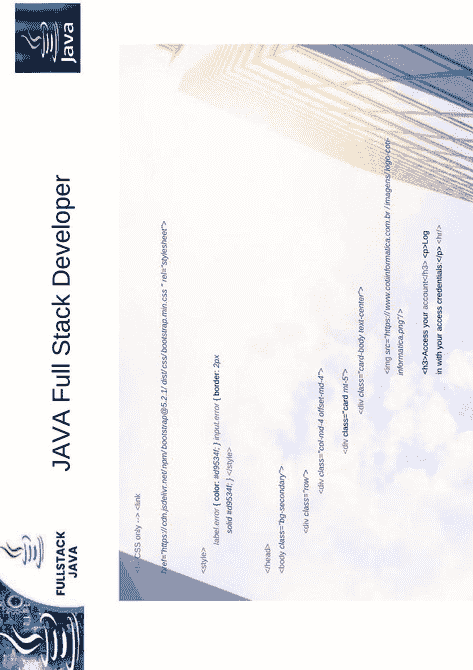 FULLSTACK
JAVA
JAVA Full Stack Developer
Java
<!-- CSS only --> <link
href="https://cdn.jsdelivr.net/npm/bootstrap@5.2.1/ dist/css/bootstrap.min.css " rel="stylesheet">
<style>
label.error { color: #d9534f; } input.error { border: 2px
solid #d9534f; } </style>
</head>
<body class="bg-secondary">
<div class="row">
<div class="col-md-4 offset-md-4">
<div class="card mt-5">
<div class="card-body text-center">
<img src="https://www.cotiinformatica.com.br/imagens/logo-coti-
informatica.png"/>
<h3>Access your account</h3> <p>Log
in with your access credentials:</p> <hr/>